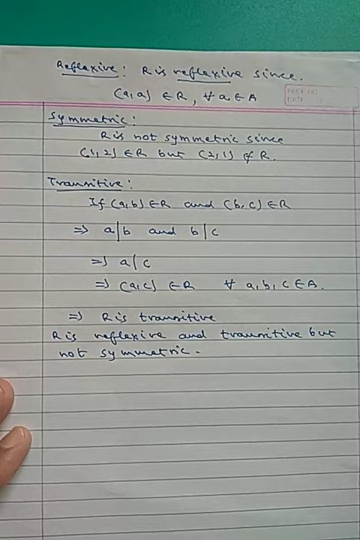 Reflexive: R is reflexive since.
(a,a) ∈ R, ∀ a ∈ A
Symmetric:
R is not symmetric since
(1,2) ∈ R but (2,1) ∉ R.
Transitive:
If (a,b) ∈ R and (b,c) ∈ R
⇒ a|b and b|c
⇒ a|c
⇒ (a,c) ∈ R ∀ a,b,c ∈ A.
⇒ R is transitive
R is reflexive and transitive but
not symmetric.